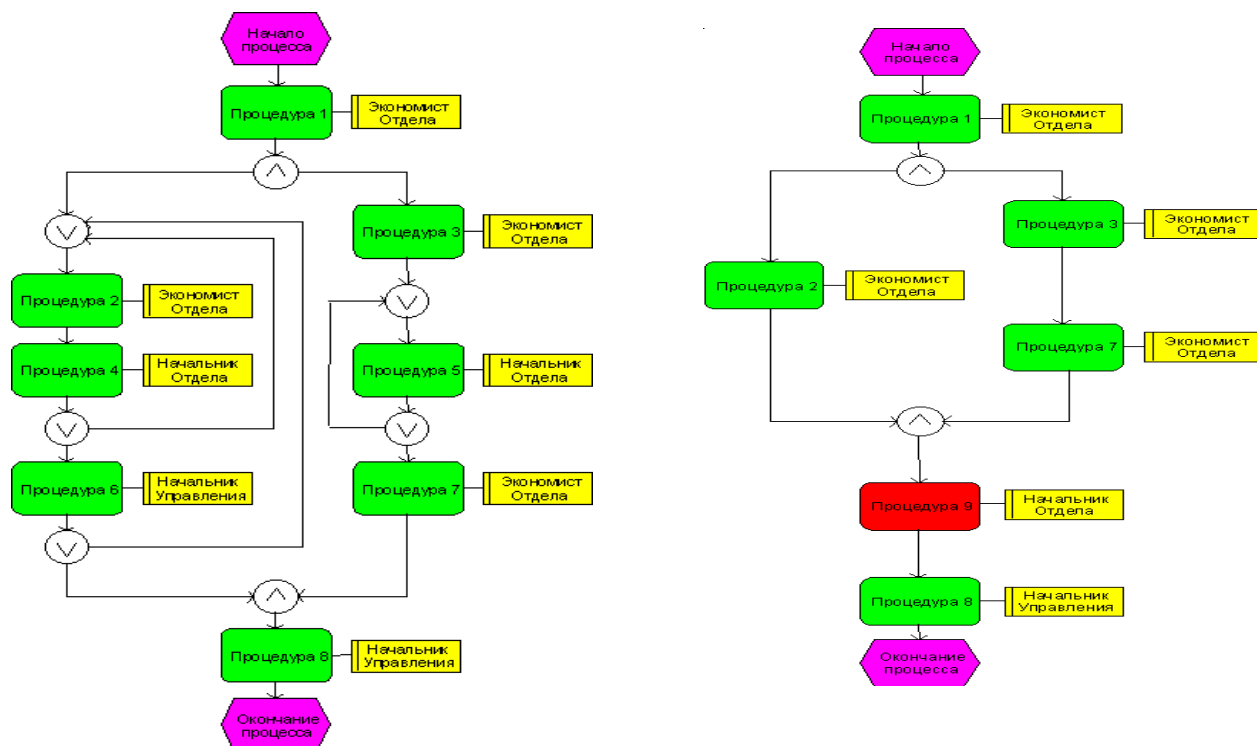 Начало
процесса
Процедура 1
Экономист
Отдела
Процедура 3
Экономист
Отдела
Процедура 2
Экономист
Отдела
Процедура 4
Начальник
Отдела
Процедура 5
Начальник
Отдела
Процедура 6
Начальник
Управления
Процедура 7
Экономист
Отдела
Процедура 8
Начальник
Управления
Окончание
процесса
Начало
процесса
Процедура 1
Экономист
Отдела
Процедура 3
Экономист
Отдела
Процедура 2
Экономист
Отдела
Процедура 7
Экономист
Отдела
Процедура 9
Начальник
Отдела
Процедура 8
Начальник
Управления
Окончание
процесса